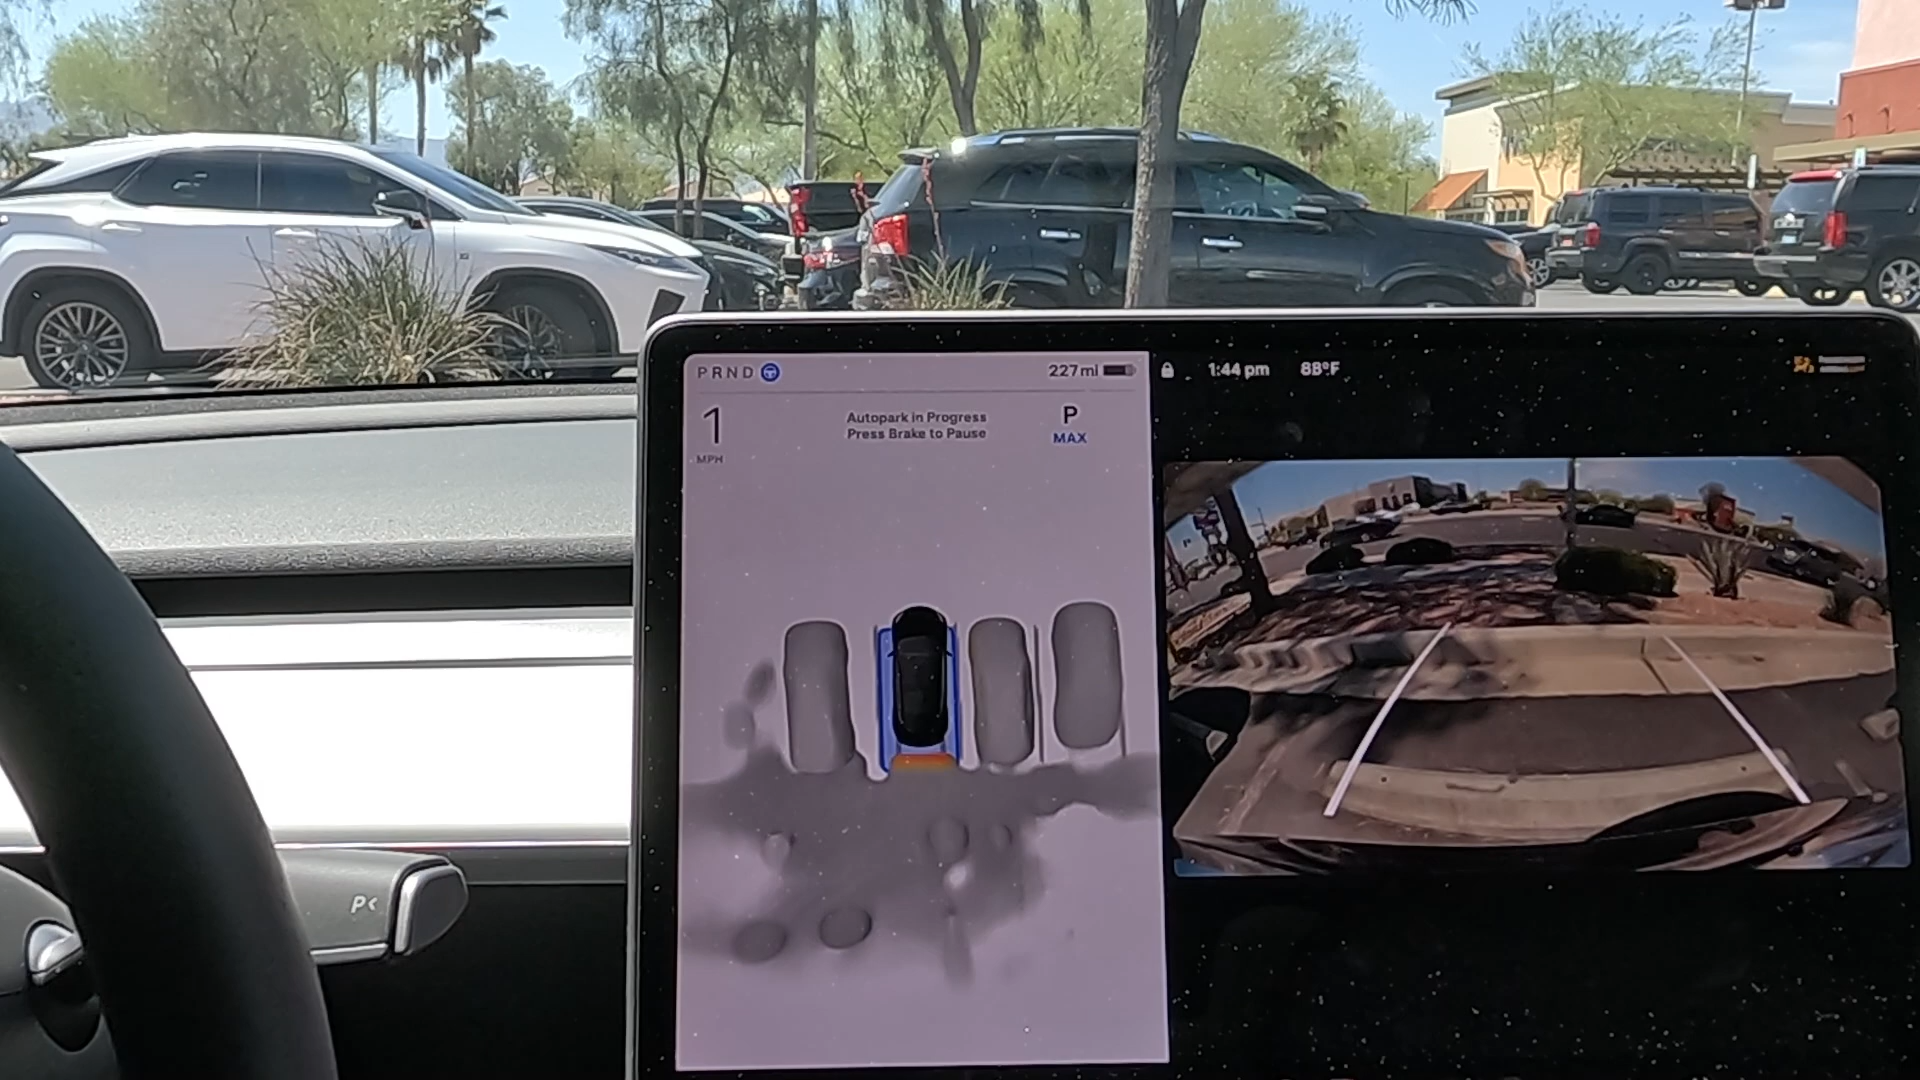 PRND
227mi
1:44 pm
88°F
1
MPH
Autopark in Progress
Press Brake to Pause
P
MAX
P<